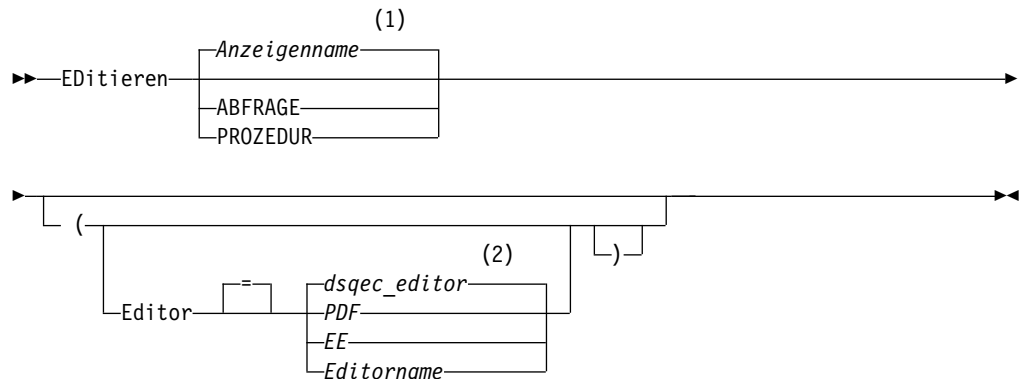 (1)
Anzeigenname
EDitieren
ABFRAGE
PROZEDUR
(
)
(2)
=
dsqec_editor
Editor
PDF
EE
Editorname